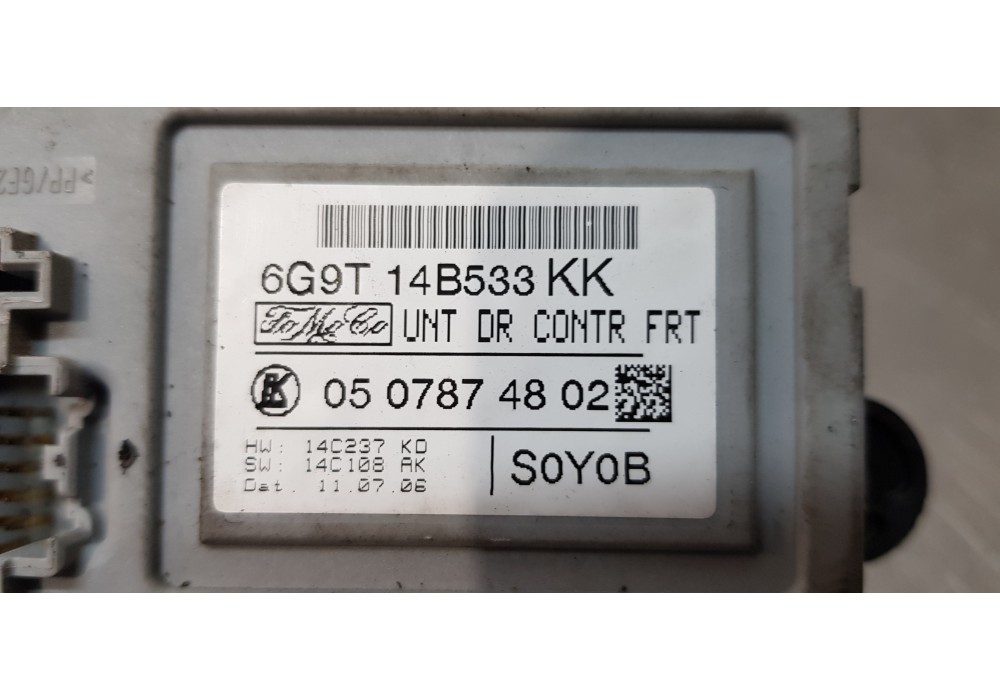 6G9T 14B533 KK
FoMoCo UNT DR CONTR FRT
05 0787 48 02
HW: 14C237 KD
SW: 14C108 AK
Dat. 11.07.08
S0Y0B